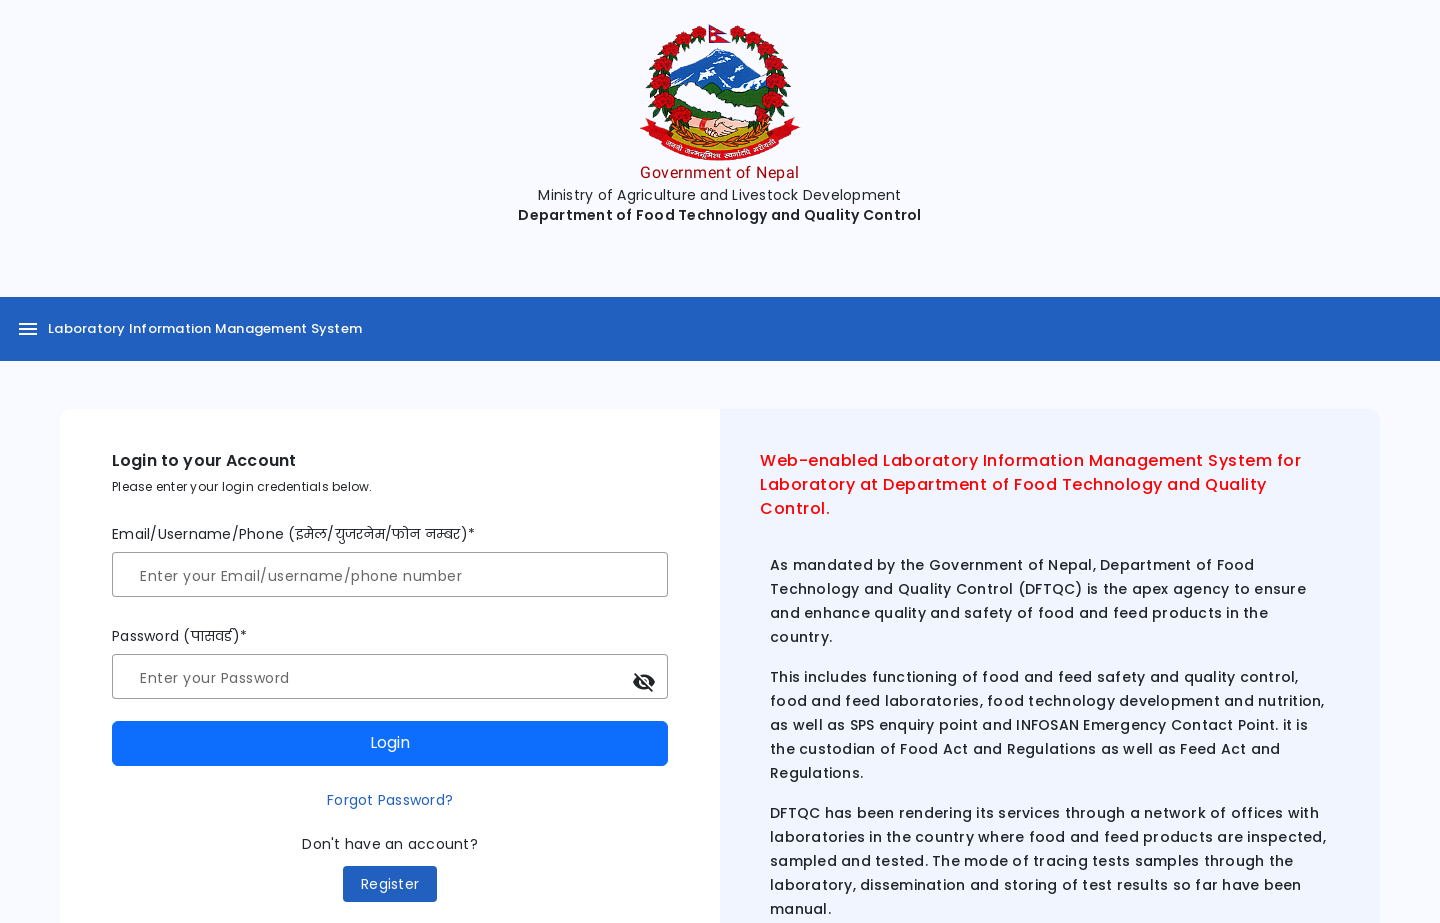 जननी जन्मभूमिश्च स्वर्गादपि गरीयसी
Government of Nepal
Ministry of Agriculture and Livestock Development
Department of Food Technology and Quality Control
Laboratory Information Management System
Login to your Account
Please enter your login credentials below.
Email/Username/Phone (इमेल/युजरनेम/फोन नम्बर)*
Enter your Email/username/phone number
Password (पासवर्ड)*
Enter your Password
Login
Forgot Password?
Don't have an account?
Register
Web-enabled Laboratory Information Management System for
Laboratory at Department of Food Technology and Quality
Control.
As mandated by the Government of Nepal, Department of Food
Technology and Quality Control (DFTQC) is the apex agency to ensure
and enhance quality and safety of food and feed products in the
country.
This includes functioning of food and feed safety and quality control,
food and feed laboratories, food technology development and nutrition,
as well as SPS enquiry point and INFOSAN Emergency Contact Point. it is
the custodian of Food Act and Regulations as well as Feed Act and
Regulations.
DFTQC has been rendering its services through a network of offices with
laboratories in the country where food and feed products are inspected,
sampled and tested. The mode of tracing tests samples through the
laboratory, dissemination and storing of test results so far have been
manual.